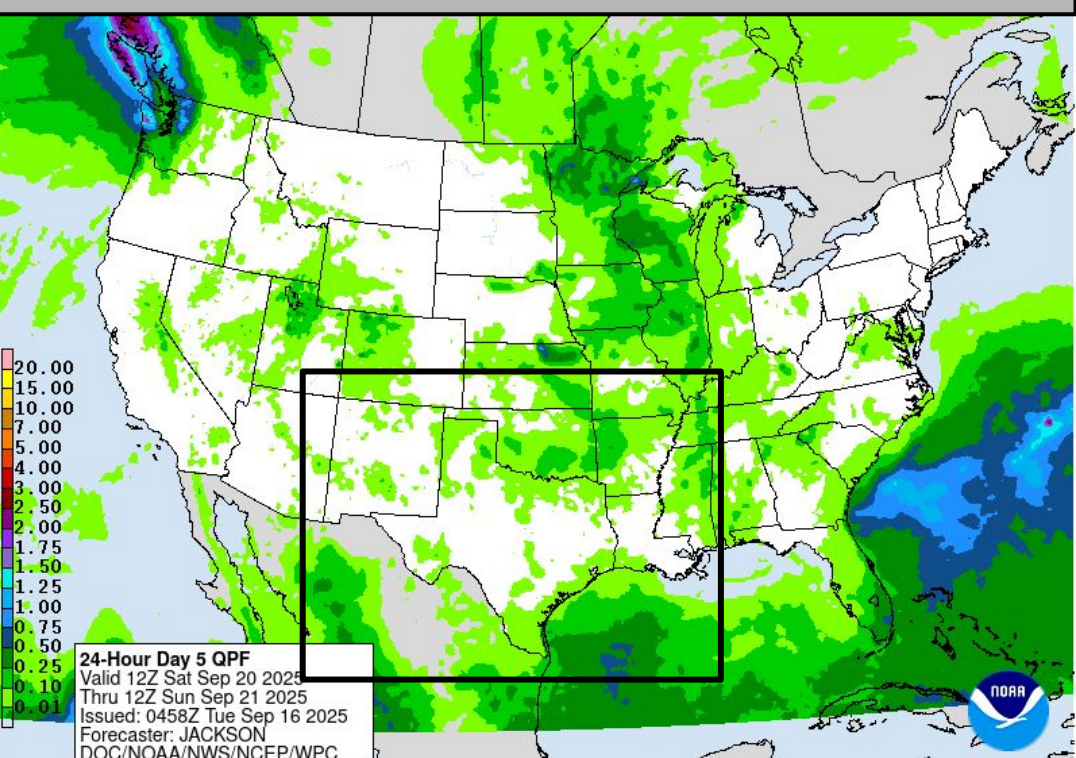 20.00
15.00
10.00
7.00
5.00
4.00
3.00
2.50
2.00
1.75
1.50
1.25
1.00
0.75
0.50
0.25
0.10
0.01
24-Hour Day 5 QPF
Valid 12Z Sat Sep 20 2025
Thru 12Z Sun Sep 21 2025
Issued: 0458Z Tue Sep 16 2025
Forecaster: JACKSON
DOC/NOAA/NWS/NCEP/WPC
NOAA